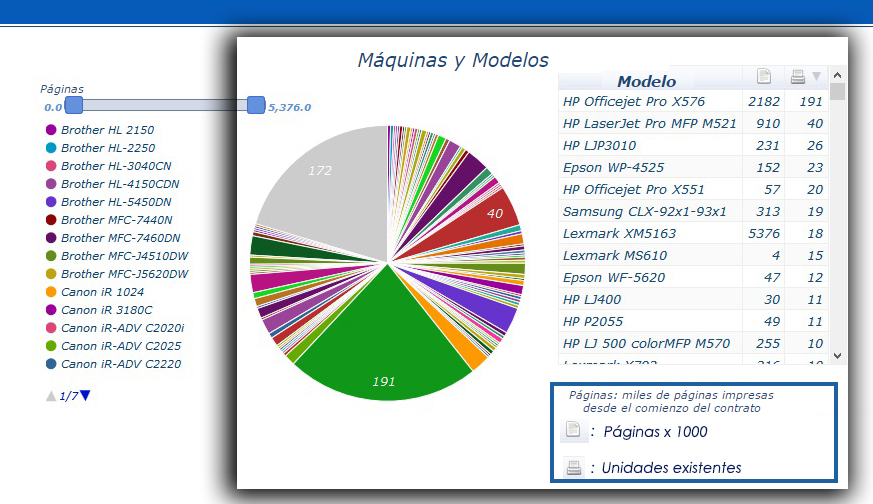 Máquinas y Modelos
Páginas
0.0 5,376.0
Brother HL 2150
Brother HL-2250
Brother HL-3040CN
Brother HL-4150CDN
Brother HL-5450DN
Brother MFC-7440N
Brother MFC-7460DN
Brother MFC-J4510DW
Brother MFC-J5620DW
Canon iR 1024
Canon iR 3180C
Canon iR-ADV C2020i
Canon iR-ADV C2025
Canon iR-ADV C2220
1/7
172
40
191
Modelo
HP Officejet Pro X576 2182 191
HP LaserJet Pro MFP M521 910 40
HP LJP3010 231 26
Epson WP-4525 152 23
HP Officejet Pro X551 57 20
Samsung CLX-92x1-93x1 313 19
Lexmark XM5163 5376 18
Lexmark MS610 4 15
Epson WF-5620 47 12
HP LJ400 30 11
HP P2055 49 11
HP LJ 500 colorMFP M570 255 10
Páginas: miles de páginas impresas
desde el comienzo del contrato
: Páginas x 1000
: Unidades existentes